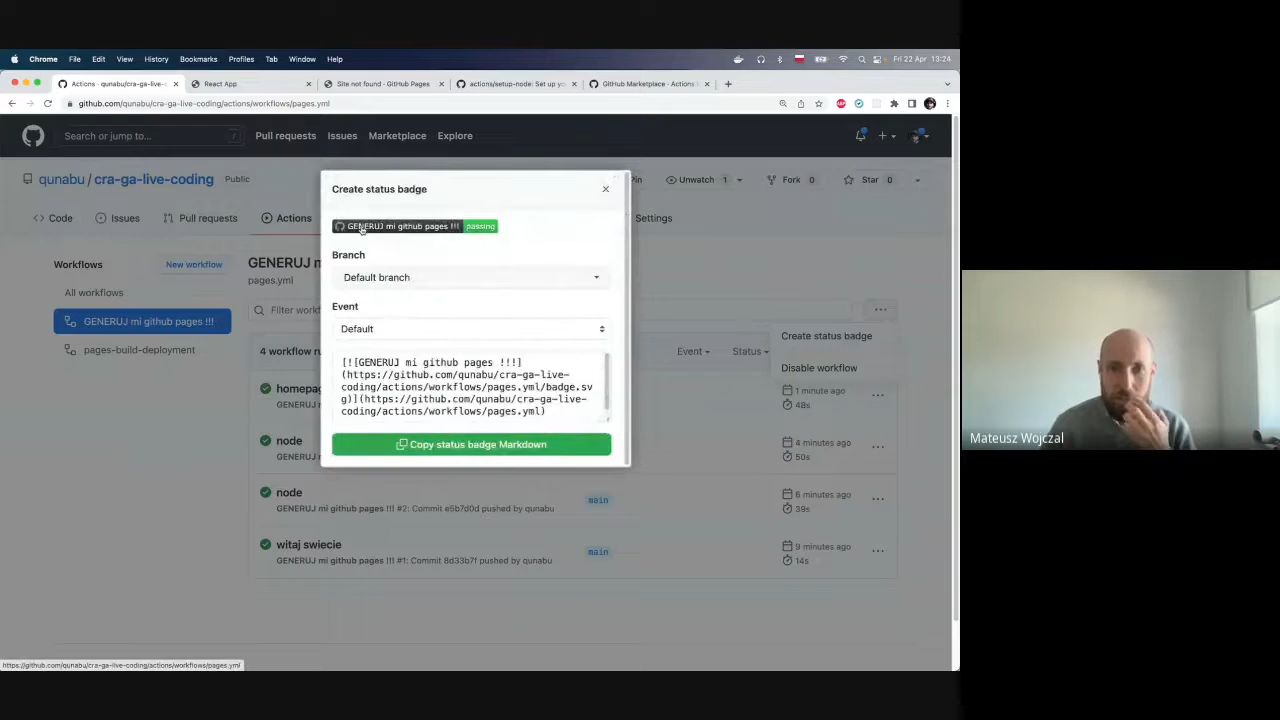 Chrome File Edit View History Bookmarks Profiles Tab Window Help Fri 22 Apr 13:24
Actions · qunabu/cra-ga-live- React App Site not found · GitHub Pages actions/setup-node: Set up yo GitHub Marketplace · Actions
github.com/qunabu/cra-ga-live-coding/actions/workflows/pages.yml
Search or jump to... / Pull requests Issues Marketplace Explore
qunabu / cra-ga-live-coding Public Pin Unwatch 1 Fork 0 Star 0
Code Issues Pull requests Actions Settings
Create status badge
GENERUJ mi github pages !!! passing
Branch
Default branch
Event
Default
[![GENERUJ mi github pages !!!]
(https://github.com/qunabu/cra-ga-live-
coding/actions/workflows/pages.yml/badge.sv
g)](https://github.com/qunabu/cra-ga-live-
coding/actions/workflows/pages.yml)
Copy status badge Markdown
Workflows New workflow
All workflows
GENERUJ mi github pages !!!
pages-build-deployment
GENERUJ m
pages.yml
Filter workf
Create status badge
Disable workflow
4 workflow ru Event Status
homepag 1 minute ago
GENERUJ 48s
node 4 minutes ago
GENERUJ 50s
node main 6 minutes ago
GENERUJ mi github pages !!! #2: Commit e5b7d0d pushed by qunabu 39s
witaj swiecie main 9 minutes ago
GENERUJ mi github pages !!! #1: Commit 8d33b7f pushed by qunabu 14s
https://github.com/qunabu/cra-ga-live-coding/actions/workflows/pages.yml
Mateusz Wojczal